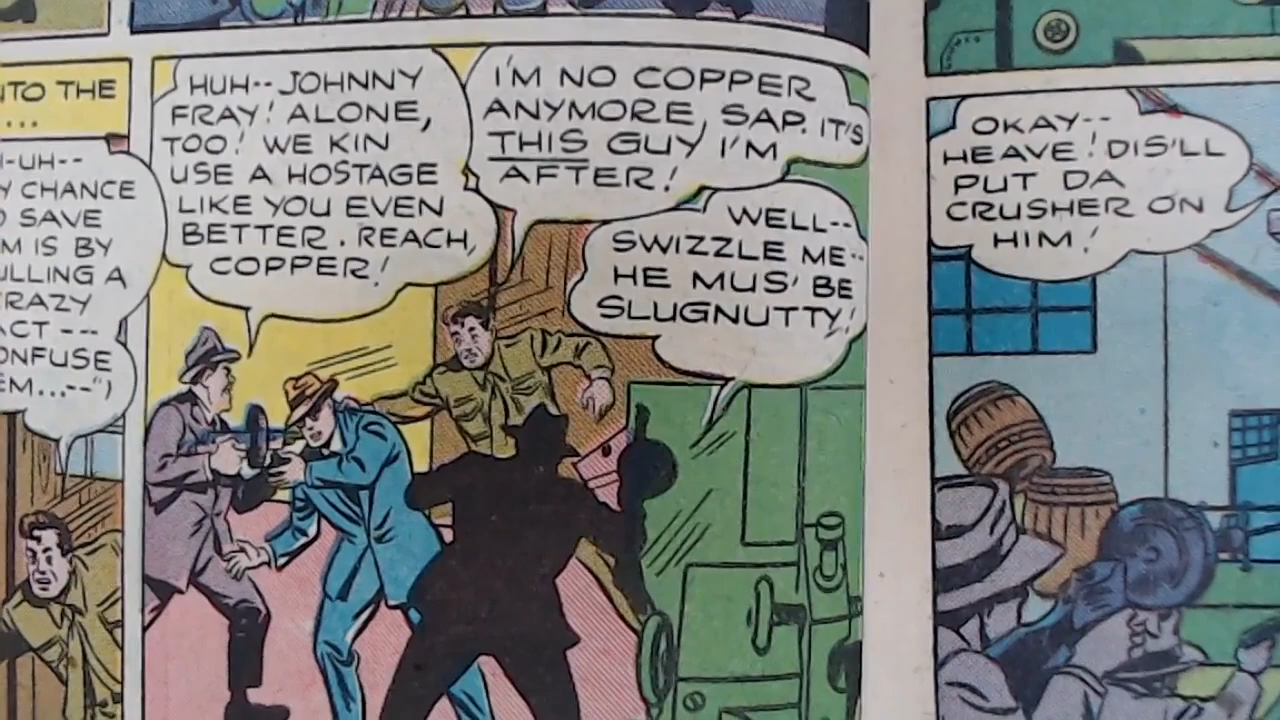 NTO THE
...
-UH--
Y CHANCE
SAVE
M IS BY
ULLING A
RAZY
ACT ---
ONFUSE
EM...--")
HUH-- JOHNNY
FRAY! ALONE,
TOO! WE KIN
USE A HOSTAGE
LIKE YOU EVEN
BETTER. REACH,
COPPER!
I'M NO COPPER
ANYMORE, SAP. IT'S
THIS GUY I'M
AFTER!
WELL--
SWIZZLE ME--
HE MUS' BE
SLUGNUTTY!
OKAY--
HEAVE! DIS'LL
PUT DA
CRUSHER ON
HIM!